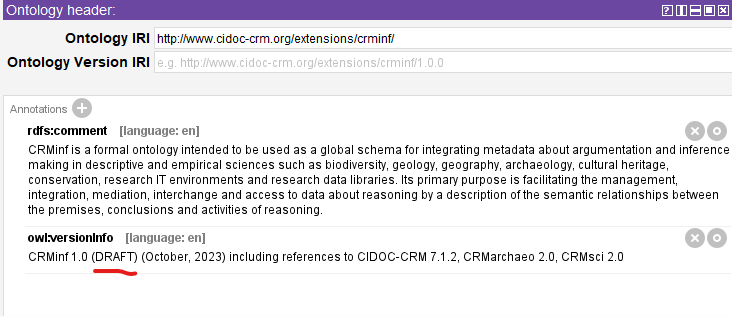 Ontology header:
Ontology IRI http://www.cidoc-crm.org/extensions/crminf/
Ontology Version IRI e.g. http://www.cidoc-crm.org/extensions/crminf/1.0.0
Annotations
rdfs:comment [language: en]
CRMinf is a formal ontology intended to be used as a global schema for integrating metadata about argumentation and inference
making in descriptive and empirical sciences such as biodiversity, geology, geography, archaeology, cultural heritage,
conservation, research IT environments and research data libraries. Its primary purpose is facilitating the management,
integration, mediation, interchange and access to data about reasoning by a description of the semantic relationships between
the premises, conclusions and activities of reasoning.
owl:versionInfo [language: en]
CRMinf 1.0 (DRAFT) (October, 2023) including references to CIDOC-CRM 7.1.2, CRMarchaeo 2.0, CRMsci 2.0